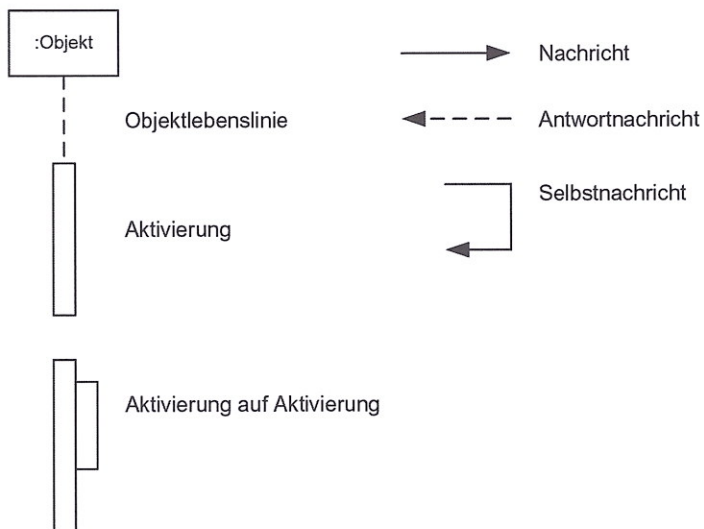 :Objekt
Nachricht
Objektlebenslinie
Antwortnachricht
Selbstnachricht
Aktivierung
Aktivierung auf Aktivierung